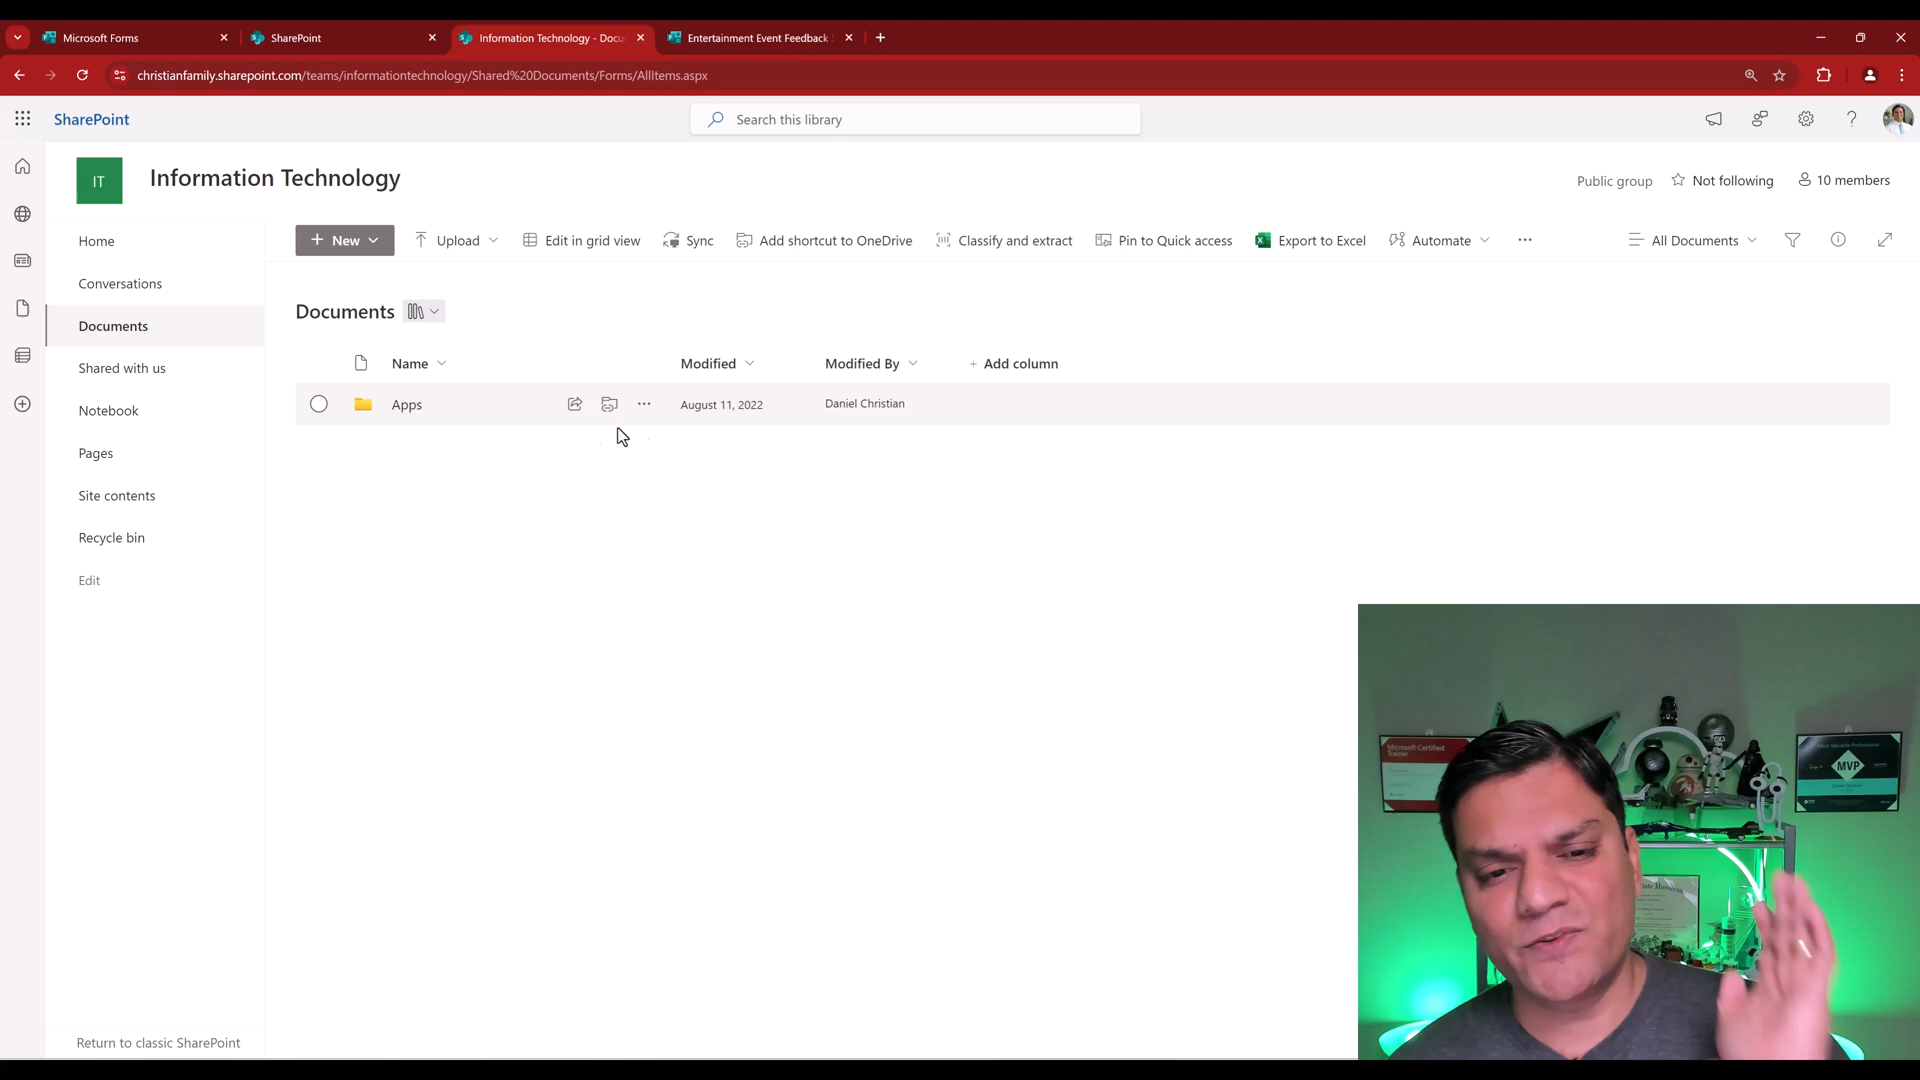 Microsoft Forms
SharePoint
Information Technology - Docu
Entertainment Event Feedback
christianfamily.sharepoint.com/teams/informationtechnology/Shared%20Documents/Forms/AllItems.aspx
SharePoint
Search this library
IT
Information Technology
Public group
Not following
10 members
Home
Conversations
Documents
Shared with us
Notebook
Pages
Site contents
Recycle bin
Edit
Return to classic SharePoint
+ New
Upload
Edit in grid view
Sync
Add shortcut to OneDrive
Classify and extract
Pin to Quick access
Export to Excel
Automate
...
All Documents
Documents
Name
Modified
Modified By
+ Add column
Apps
...
August 11, 2022
Daniel Christian
Microsoft Certified
Trainer
MVP